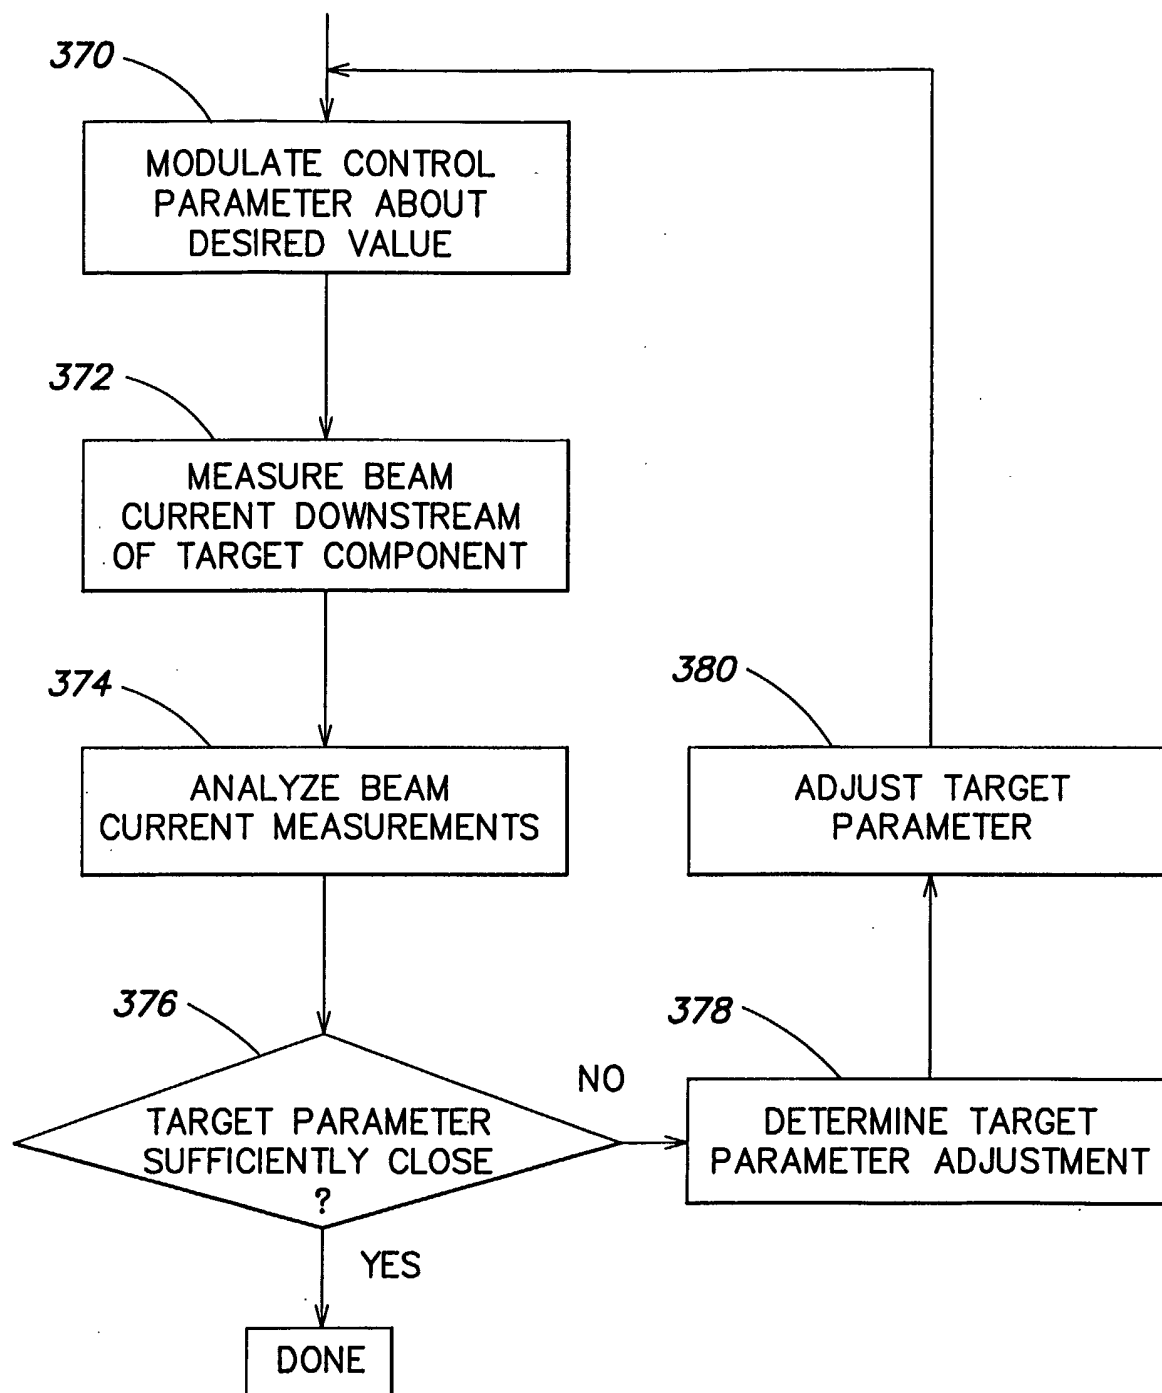 370
MODULATE CONTROL
PARAMETER ABOUT
DESIRED VALUE
372
MEASURE BEAM
CURRENT DOWNSTREAM
OF TARGET COMPONENT
374
ANALYZE BEAM
CURRENT MEASUREMENTS
376
TARGET PARAMETER
SUFFICIENTLY CLOSE
?
NO
YES
DONE
378
DETERMINE TARGET
PARAMETER ADJUSTMENT
380
ADJUST TARGET
PARAMETER